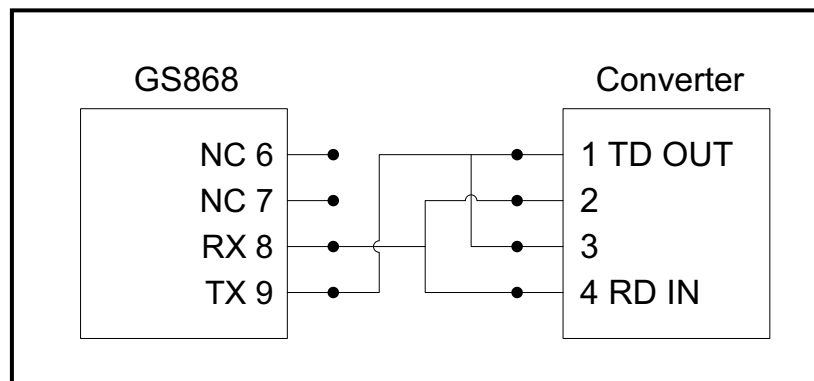 GS868
Converter
NC 6
NC 7
RX 8
TX 9
1 TD OUT
2
3
4 RD IN